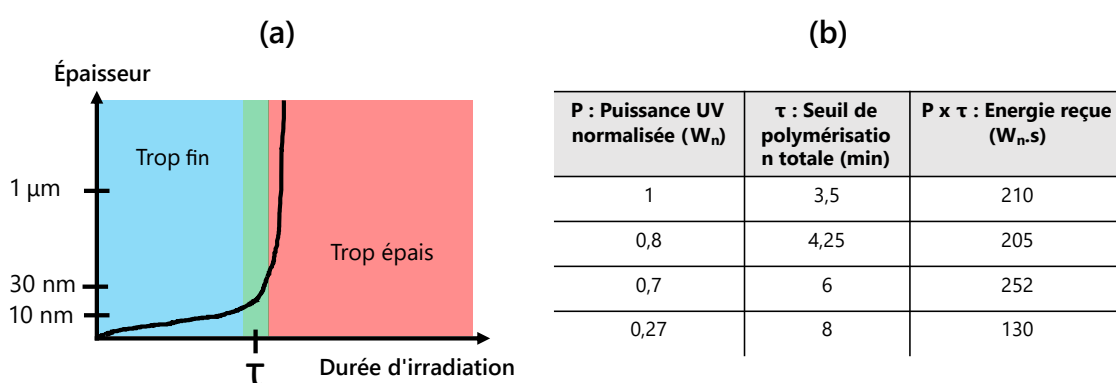 (a)
Épaisseur
Trop fin
1 µm
Trop épais
30 nm
10 nm
τ
Durée d'irradiation
(b)
P : Puissance UV
normalisée (Wn)
τ : Seuil de
polymérisatio
n totale (min)
P x τ : Energie reçue
(Wn.s)
1
3,5
210
0,8
4,25
205
0,7
6
252
0,27
8
130